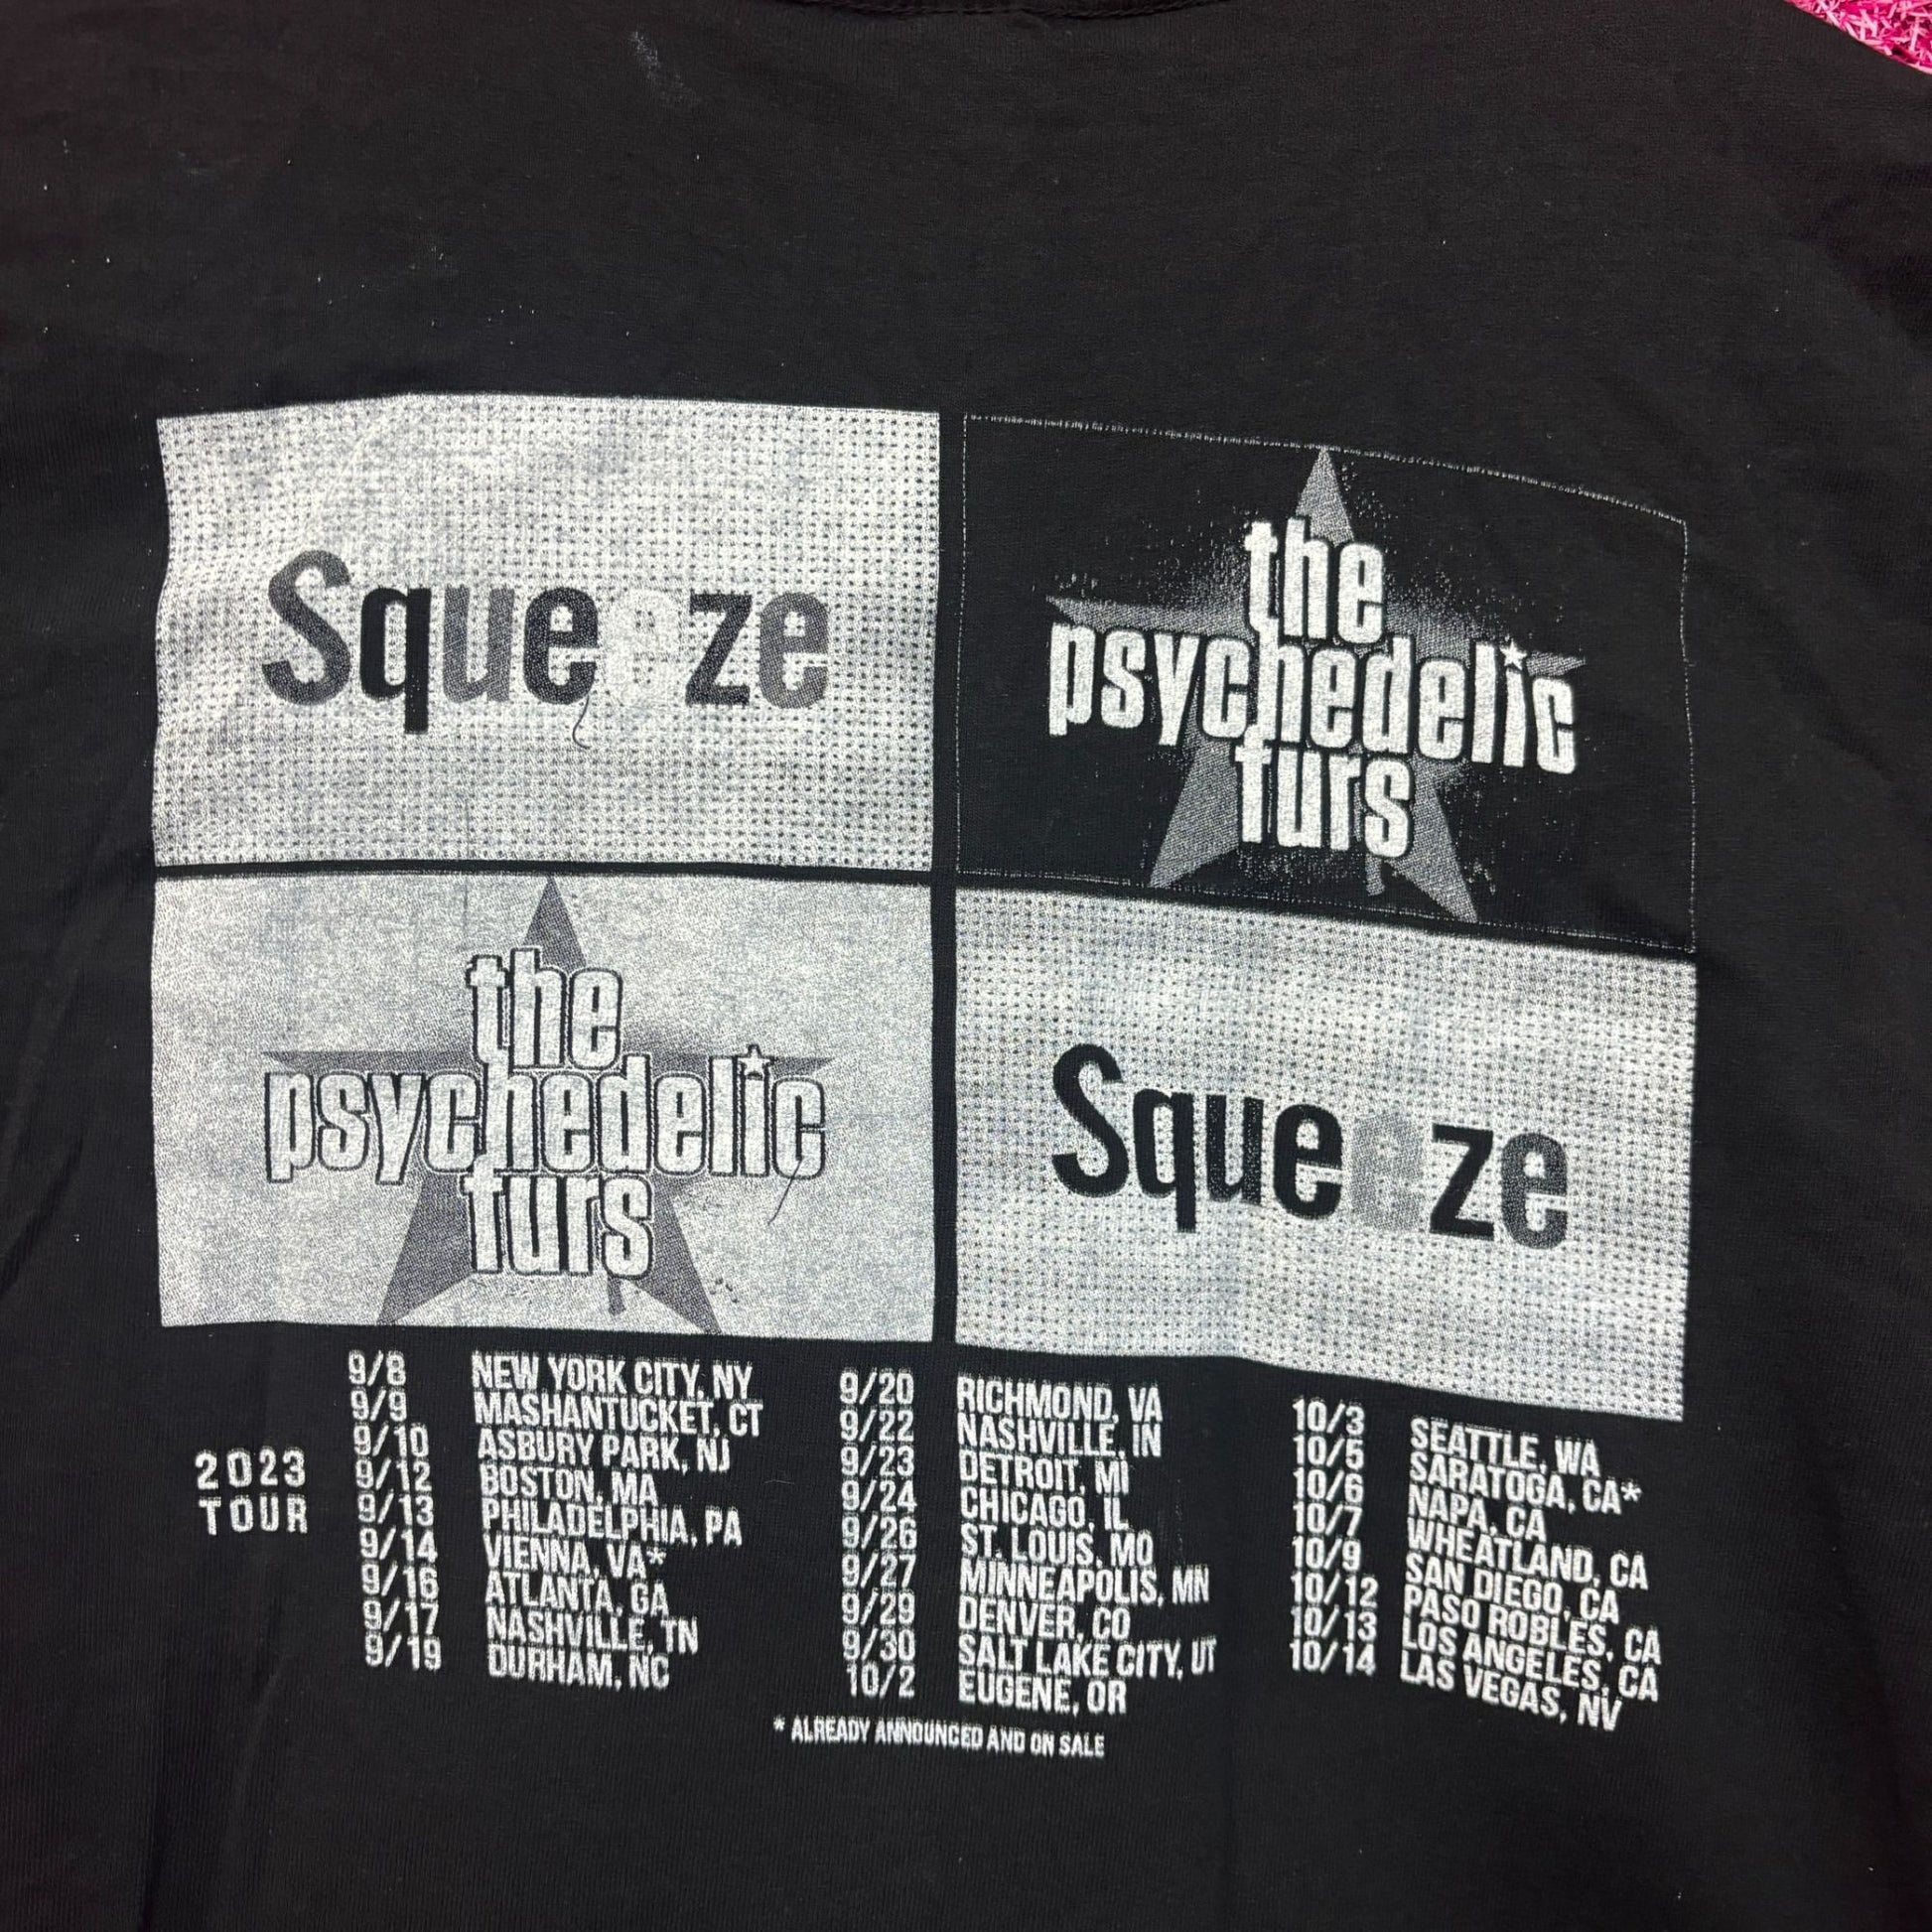 Squeeze
the
psychedelic
furs
the
psychedelic
furs
Squeeze
2023
TOUR
9/8 NEW YORK CITY, NY
9/9 MASHANTUCKET, CT
9/10 ASBURY PARK, NJ
9/12 BOSTON, MA
9/13 PHILADELPHIA, PA
9/14 VIENNA, VA*
9/16 ATLANTA, GA
9/17 NASHVILLE, TN
9/19 DURHAM, NC
9/20 RICHMOND, VA
9/22 NASHVILLE, IN
9/23 DETROIT, MI
9/24 CHICAGO, IL
9/26 ST. LOUIS, MO
9/27 MINNEAPOLIS, MN
9/29 DENVER, CO
9/30 SALT LAKE CITY, UT
10/2 EUGENE, OR
10/3 SEATTLE, WA
10/5 SARATOGA, CA*
10/6 NAPA, CA
10/7 WHEATLAND, CA
10/9 SAN DIEGO, CA
10/12 PASO ROBLES, CA
10/13 LOS ANGELES, CA
10/14 LAS VEGAS, NV
* ALREADY ANNOUNCED AND ON SALE